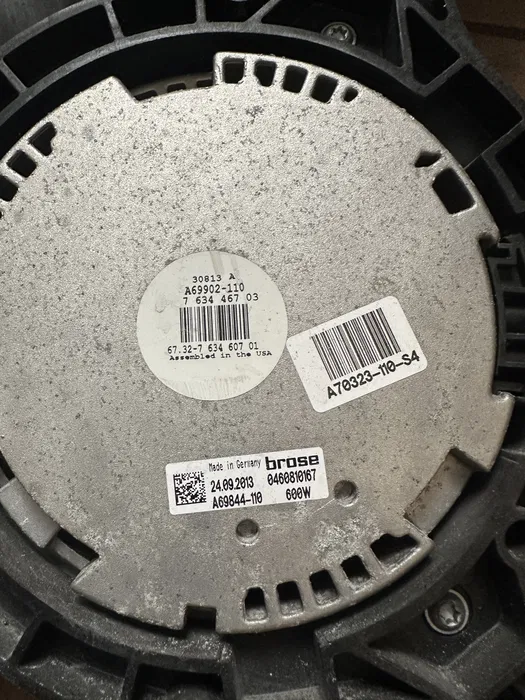 30813 A
A69902-110
7 634 467 03
67.32-7 634 607 01
Assembled in the USA
A70323-110-S4
Made in Germany brose
24.09.2013 0460810167
A69844-110 600W